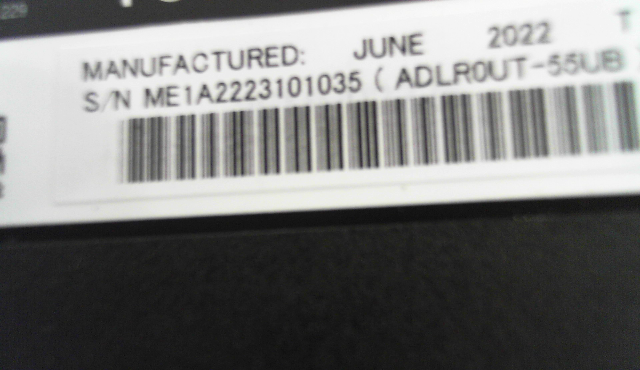 MANUFACTURED: JUNE 2022 T
S/N ME1A2223101035 ( ADLR0UT-55UB